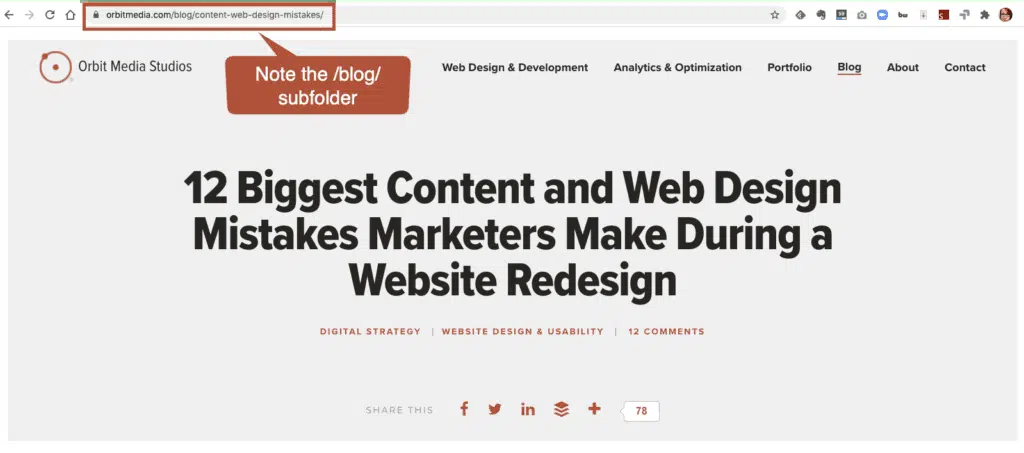 orbitmedia.com/blog/content-web-design-mistakes/
Orbit Media Studios
Note the /blog/
subfolder
Web Design & Development
Analytics & Optimization
Portfolio
Blog
About
Contact
12 Biggest Content and Web Design
Mistakes Marketers Make During a
Website Redesign
DIGITAL STRATEGY | WEBSITE DESIGN & USABILITY | 12 COMMENTS
SHARE THIS
78